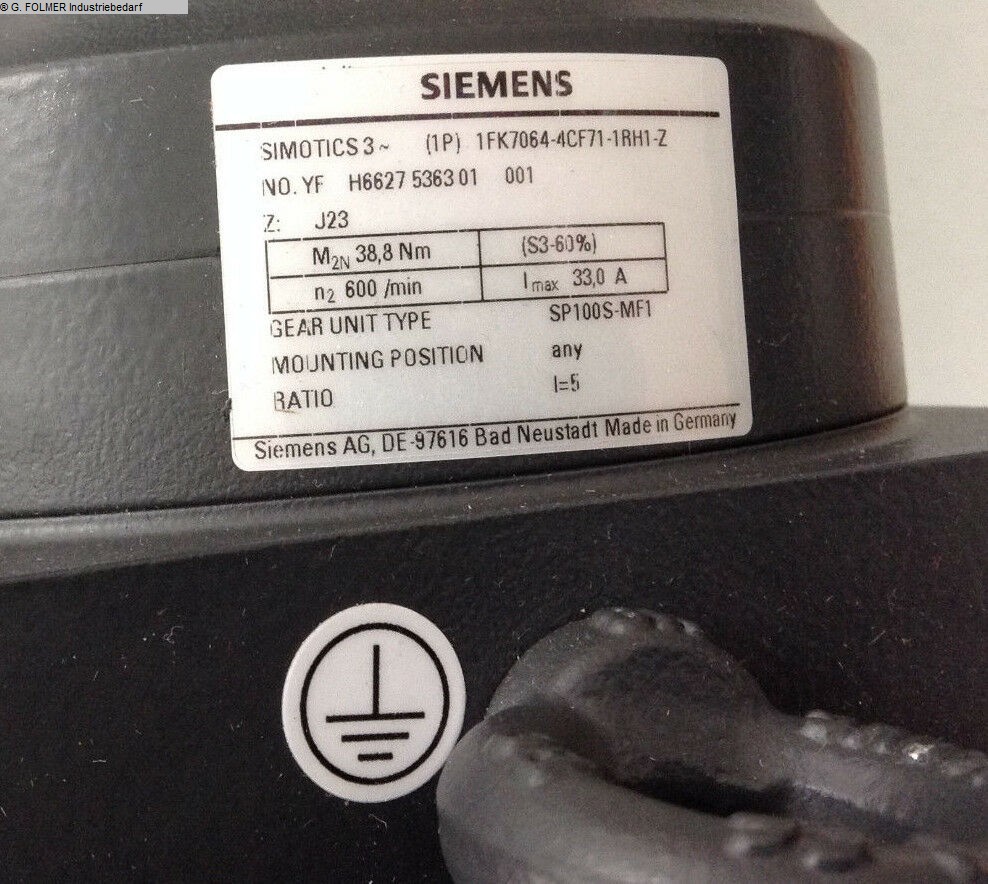 ® G. FOLMER Industriebedarf
SIEMENS
SIMOTICS 3~ (1P) 1FK7064-4CF71-1RH1-Z
NO. YF H6627 5363 01 001
Z: J23
M2N 38,8 Nm (S3-60%)
n2 600 /min Imax 33,0 A
GEAR UNIT TYPE SP100S-MF1
MOUNTING POSITION any
RATIO I=5
Siemens AG, DE-97616 Bad Neustadt Made in Germany